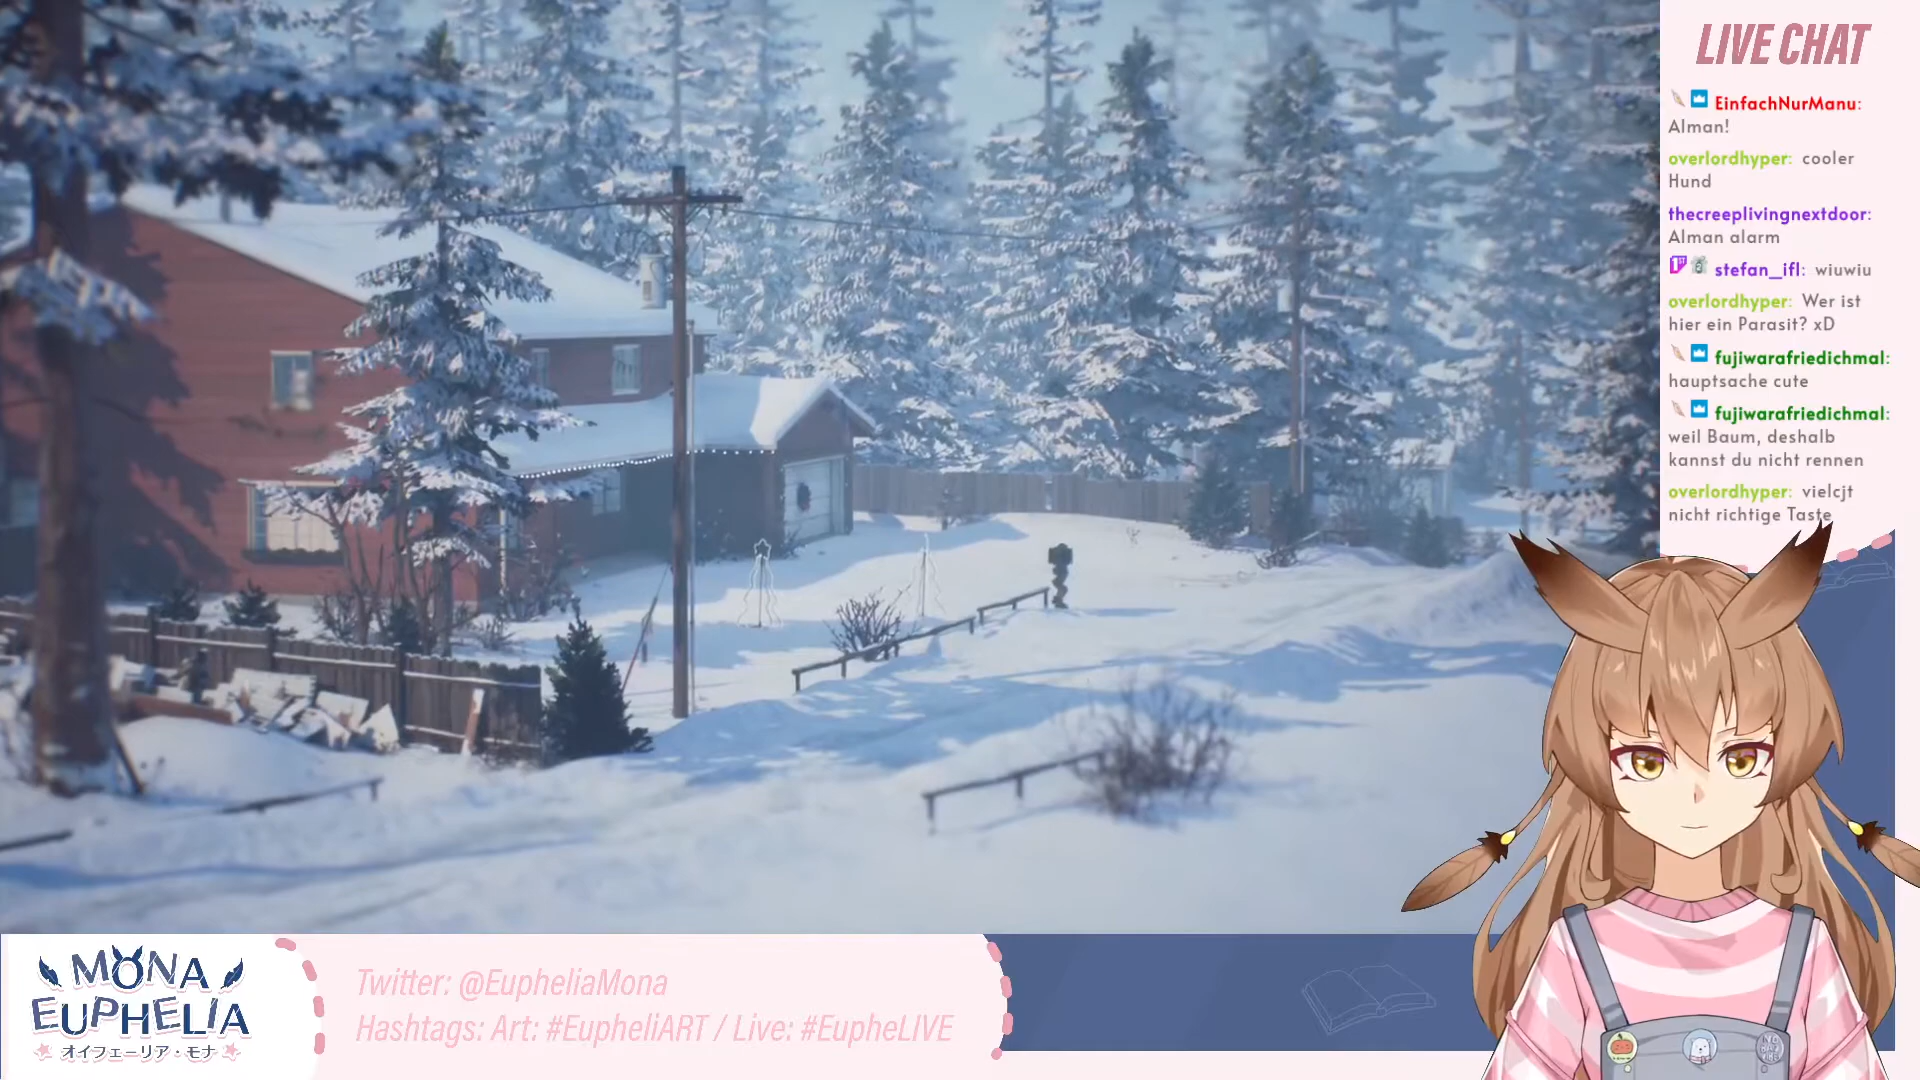 LIVE CHAT
EinfachNurManu:
Alman!
overlordhyper: cooler
Hund
thecreeplivingnextdoor:
Alman alarm
stefan_ifl: wiuwiu
overlordhyper: Wer ist
hier ein Parasit? xD
fujiwarafriedichmal:
hauptsache cute
fujiwarafriedichmal:
weil Baum, deshalb
kannst du nicht rennen
overlordhyper: vielcjt
nicht richtige Taste
MONA
EUPHELIA
オイフェーリア・モナ
Twitter: @EupheliaMona
Hashtags: Art: #EupheliART / Live: #EupheLIVE